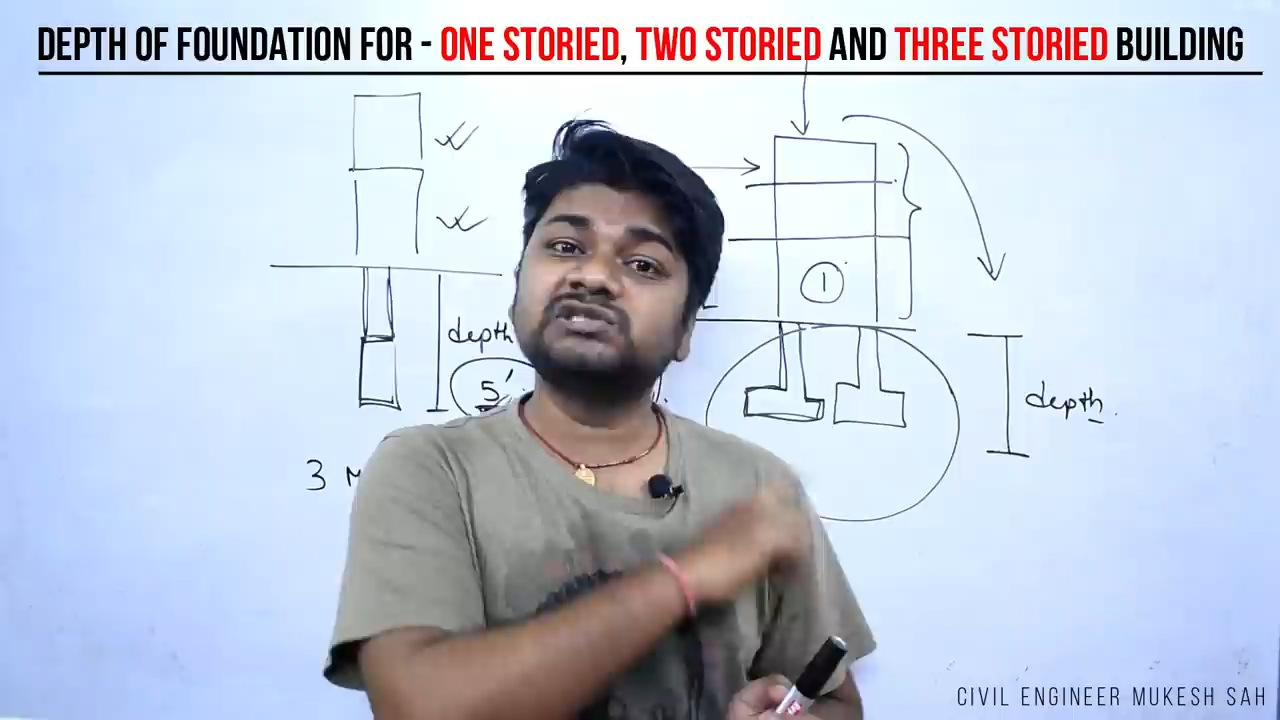 DEPTH OF FOUNDATION FOR - ONE STORIED, TWO STORIED AND THREE STORIED BUILDING
depth
5'
1
depth.
3
CIVIL ENGINEER MUKESH SAH